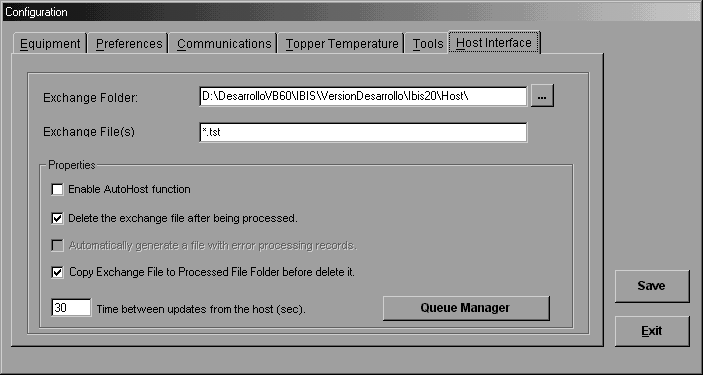 Configuration
Equipment Preferences Communications Topper Temperature Tools Host Interface
Exchange Folder: D:\DesarrolloVB60\IBIS\VersionDesarrollo\Ibis20\Host\ ...
Exchange File(s) *.tst
Properties
Enable AutoHost function
Delete the exchange file after being processed.
Automatically generate a file with error processing records.
Copy Exchange File to Processed File Folder before delete it.
30 Time between updates from the host (sec).
Queue Manager
Save
Exit